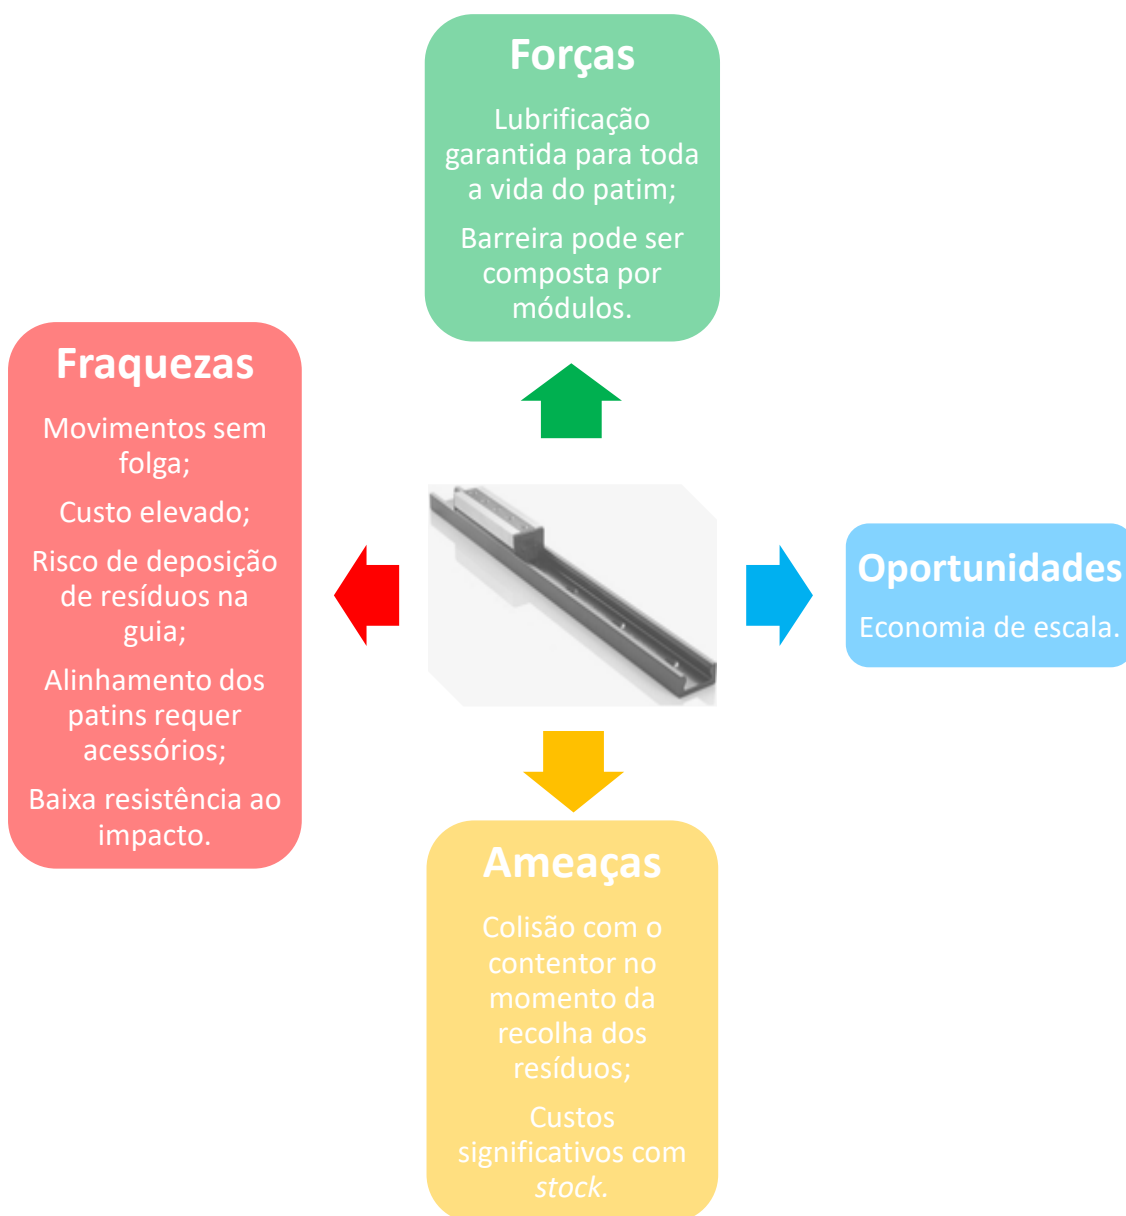 Forças
Lubrificação
garantida para toda
a vida do patim;
Barreira pode ser
composta por
módulos.
Fraquezas
Movimentos sem
folga;
Custo elevado;
Risco de deposição
de resíduos na
guia;
Alinhamento dos
patins requer
acessórios;
Baixa resistência ao
impacto.
Oportunidades
Economia de escala.
Ameaças
Colisão com o
contentor no
momento da
recolha dos
resíduos;
Custos
significativos com
stock.